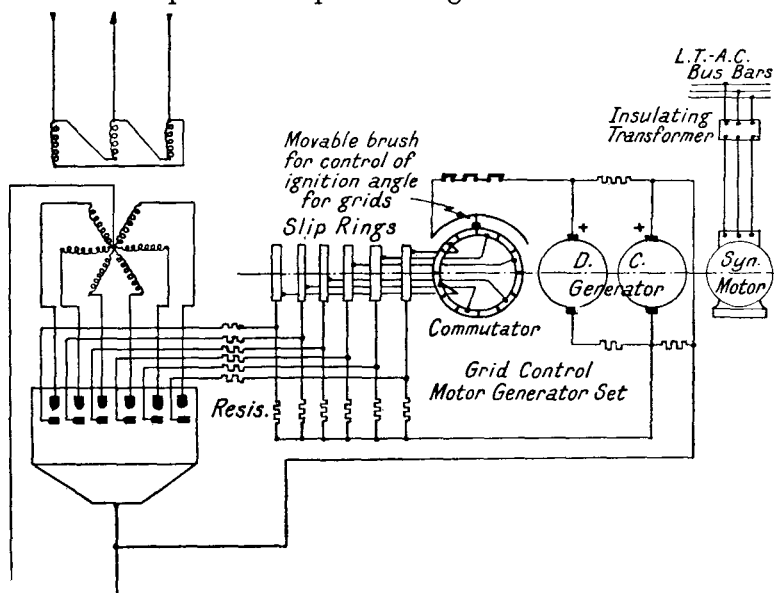 L.T.-A.C.
Bus Bars
Insulating
Transformer
Movable brush
for control of
ignition angle
for grids
Slip Rings
+
+
D.
C.
Generator
Syn.
Motor
Commutator
Grid Control
Motor Generator Set
Resis.